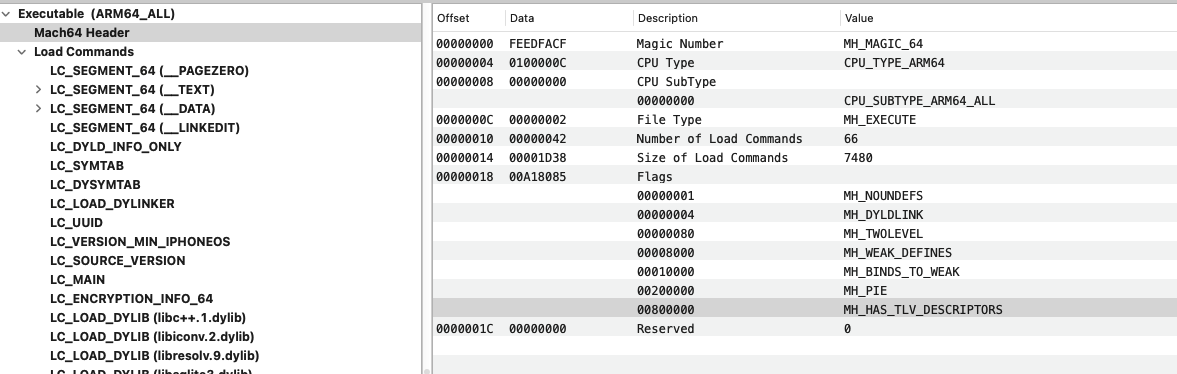 Executable (ARM64_ALL)
Mach64 Header
Load Commands
LC_SEGMENT_64 (__PAGEZERO)
LC_SEGMENT_64 (__TEXT)
LC_SEGMENT_64 (__DATA)
LC_SEGMENT_64 (__LINKEDIT)
LC_DYLD_INFO_ONLY
LC_SYMTAB
LC_DYSYMTAB
LC_LOAD_DYLINKER
LC_UUID
LC_VERSION_MIN_IPHONEOS
LC_SOURCE_VERSION
LC_MAIN
LC_ENCRYPTION_INFO_64
LC_LOAD_DYLIB (libc++.1.dylib)
LC_LOAD_DYLIB (libiconv.2.dylib)
LC_LOAD_DYLIB (libresolv.9.dylib)
LC_LOAD_DYLIB (libsqlite3.dylib)
Offset Data Description Value
00000000 FEEDFACF Magic Number MH_MAGIC_64
00000004 0100000C CPU Type CPU_TYPE_ARM64
00000008 00000000 CPU SubType
00000000 CPU_SUBTYPE_ARM64_ALL
0000000C 00000002 File Type MH_EXECUTE
00000010 00000042 Number of Load Commands 66
00000014 00001D38 Size of Load Commands 7480
00000018 00A18085 Flags
00000001 MH_NOUNDEFS
00000004 MH_DYLDLINK
00000080 MH_TWOLEVEL
00008000 MH_WEAK_DEFINES
00010000 MH_BINDS_TO_WEAK
00200000 MH_PIE
00800000 MH_HAS_TLV_DESCRIPTORS
0000001C 00000000 Reserved 0